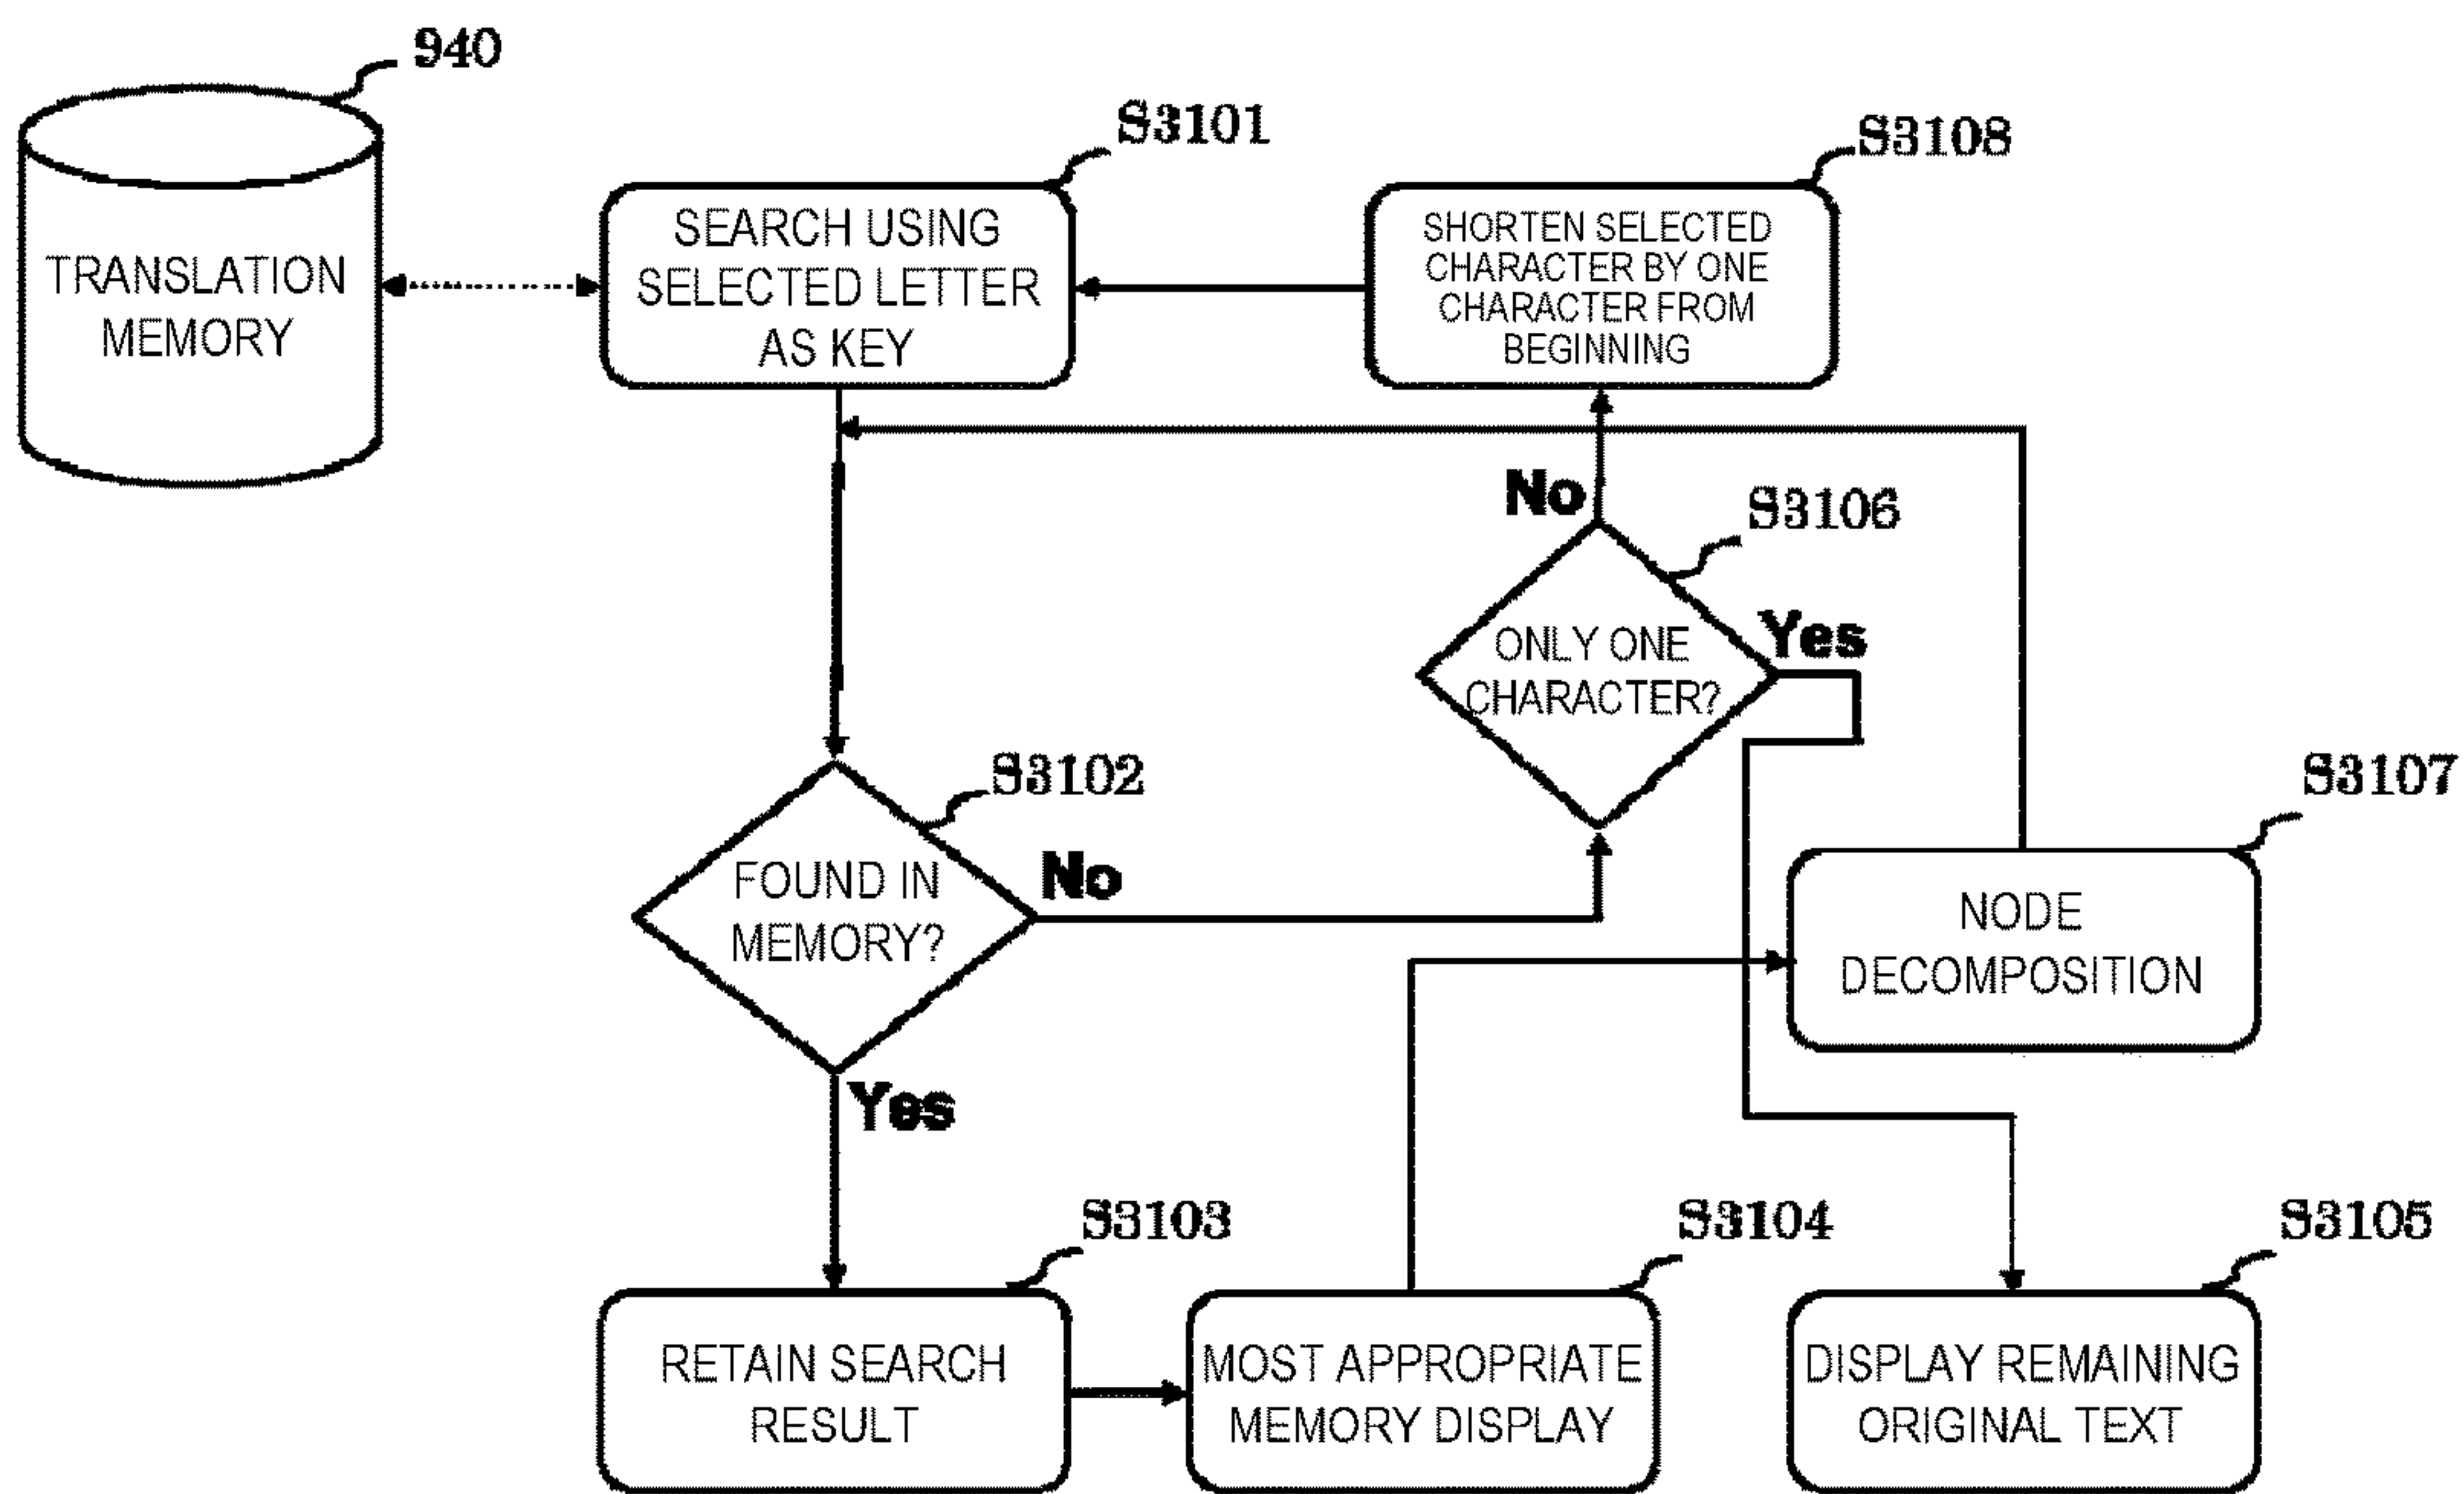 940
TRANSLATION
MEMORY
S3101
SEARCH USING
SELECTED LETTER
AS KEY
S3108
SHORTEN SELECTED
CHARACTER BY ONE
CHARACTER FROM
BEGINNING
No
S3106
ONLY ONE
CHARACTER?
Yes
S3102
FOUND IN
MEMORY?
No
Yes
S3107
NODE
DECOMPOSITION
S3103
RETAIN SEARCH
RESULT
S3104
MOST APPROPRIATE
MEMORY DISPLAY
S3105
DISPLAY REMAINING
ORIGINAL TEXT